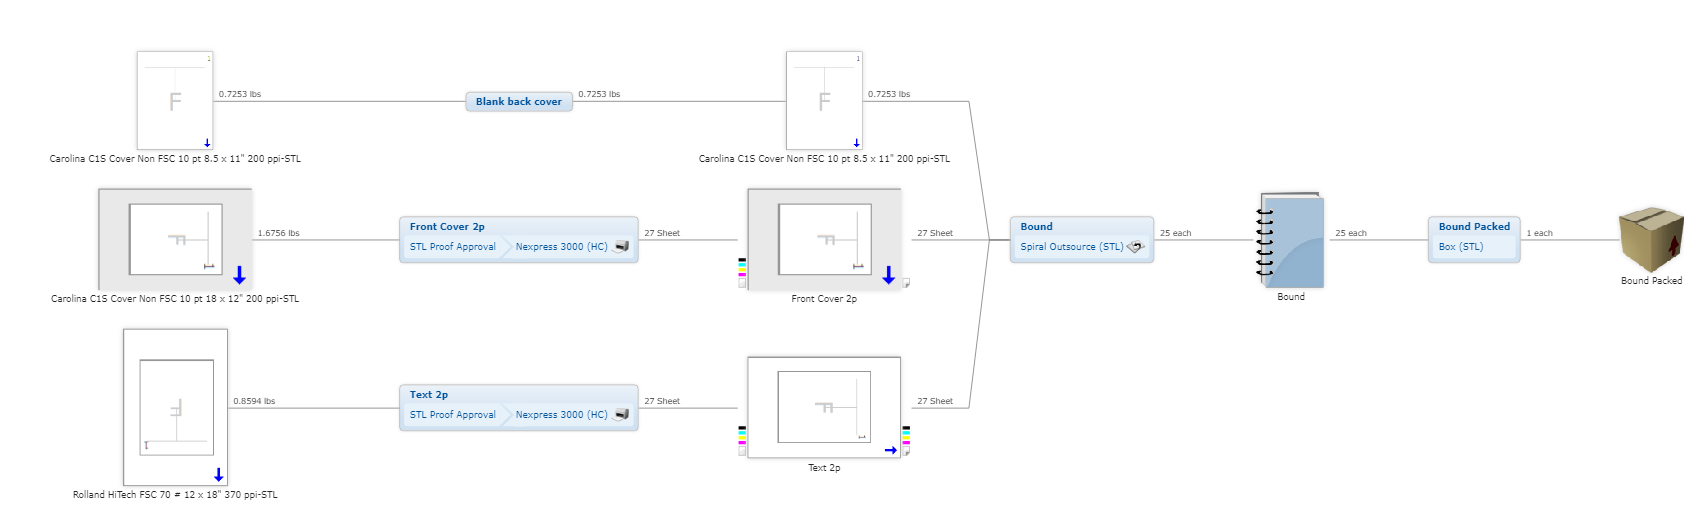 1
F
0.7253 lbs
Blank back cover
0.7253 lbs
1
F
0.7253 lbs
Carolina C1S Cover Non FSC 10 pt 8.5 x 11" 200 ppi-STL
Carolina C1S Cover Non FSC 10 pt 8.5 x 11" 200 ppi-STL
F
1.6756 lbs
Front Cover 2p
STL Proof Approval
Nexpress 3000 (HC)
27 Sheet
F
27 Sheet
Bound
Spiral Outsource (STL)
25 each
25 each
Bound Packed
Box (STL)
1 each
Carolina C1S Cover Non FSC 10 pt 18 x 12" 200 ppi-STL
Front Cover 2p
Bound
Bound Packed
F
0.8594 lbs
Text 2p
STL Proof Approval
Nexpress 3000 (HC)
27 Sheet
F
27 Sheet
Text 2p
Rolland HiTech FSC 70 # 12 x 18" 370 ppi-STL